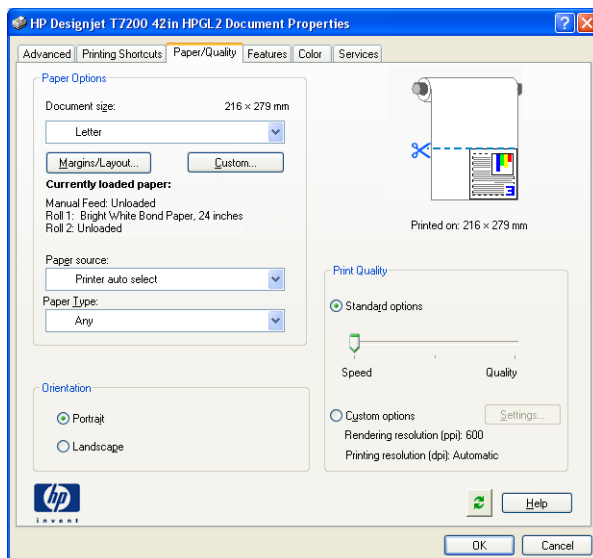 HP Designjet T7200 42in HPGL2 Document Properties
Advanced Printing Shortcuts Paper/Quality Features Color Services
Paper Options
Document size: 216 × 279 mm
Letter
Margins/Layout... Custom...
Currently loaded paper:
Manual Feed: Unloaded
Roll 1: Bright White Bond Paper, 24 inches
Roll 2: Unloaded
Paper source:
Printer auto select
Paper Type:
Any
Orientation
Portrait
Landscape
3
Printed on: 216 × 279 mm
Print Quality
Standard options
Speed Quality
Custom options Settings...
Rendering resolution (ppi): 600
Printing resolution (dpi): Automatic
hp
invent
Help
OK Cancel